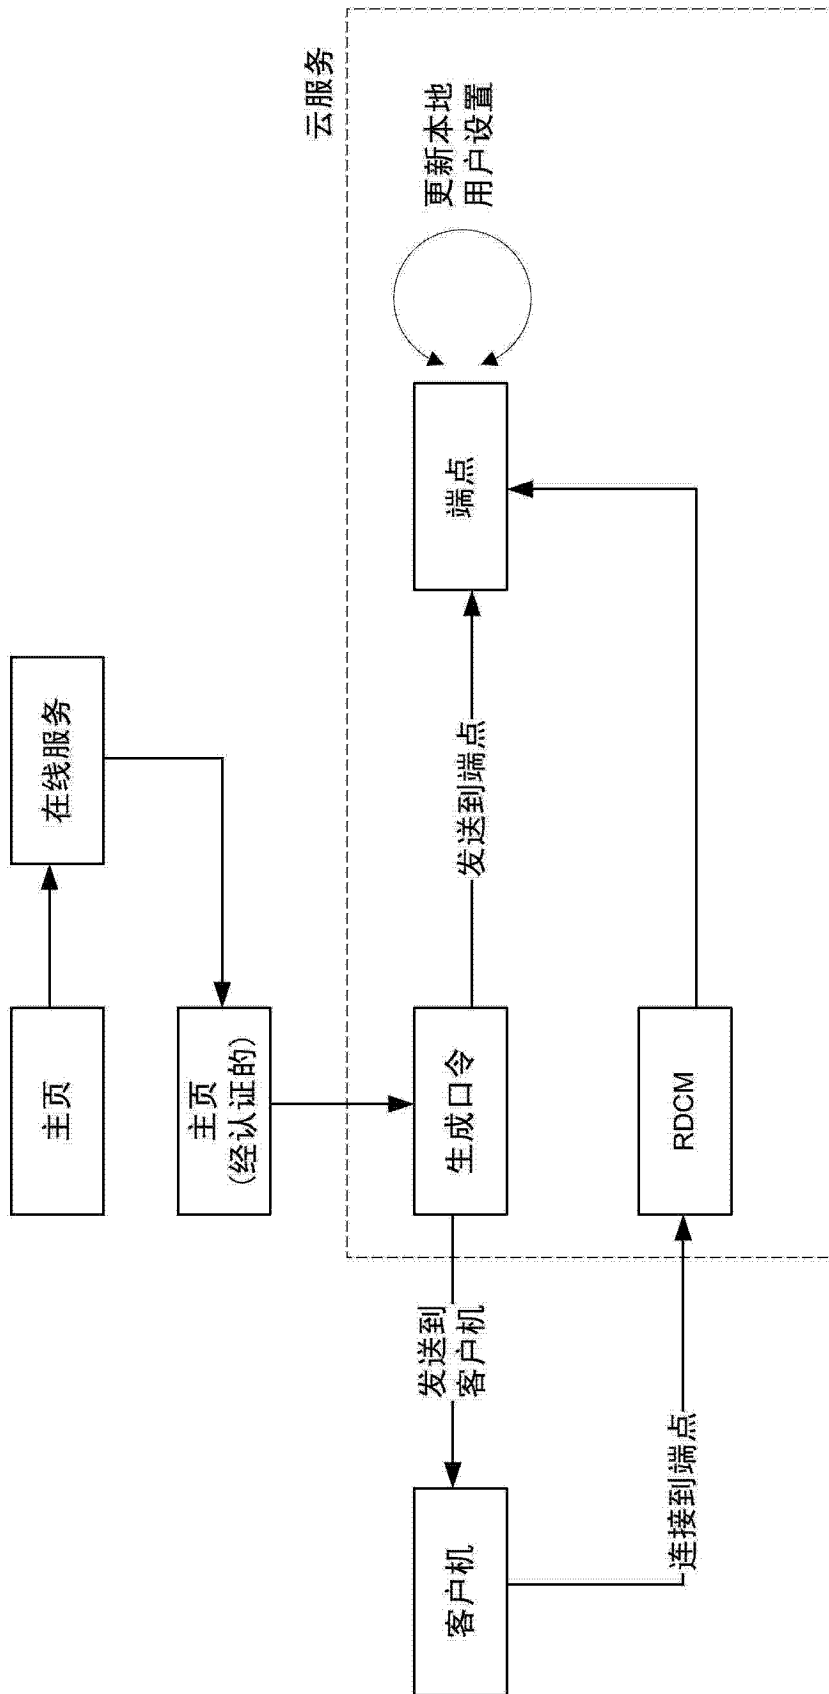 主页
在线服务
主页
(经认证的)
云服务
客户机
发送到
客户机
生成口令
发送到端点
端点
更新本地
用户设置
连接到端点
RDCM